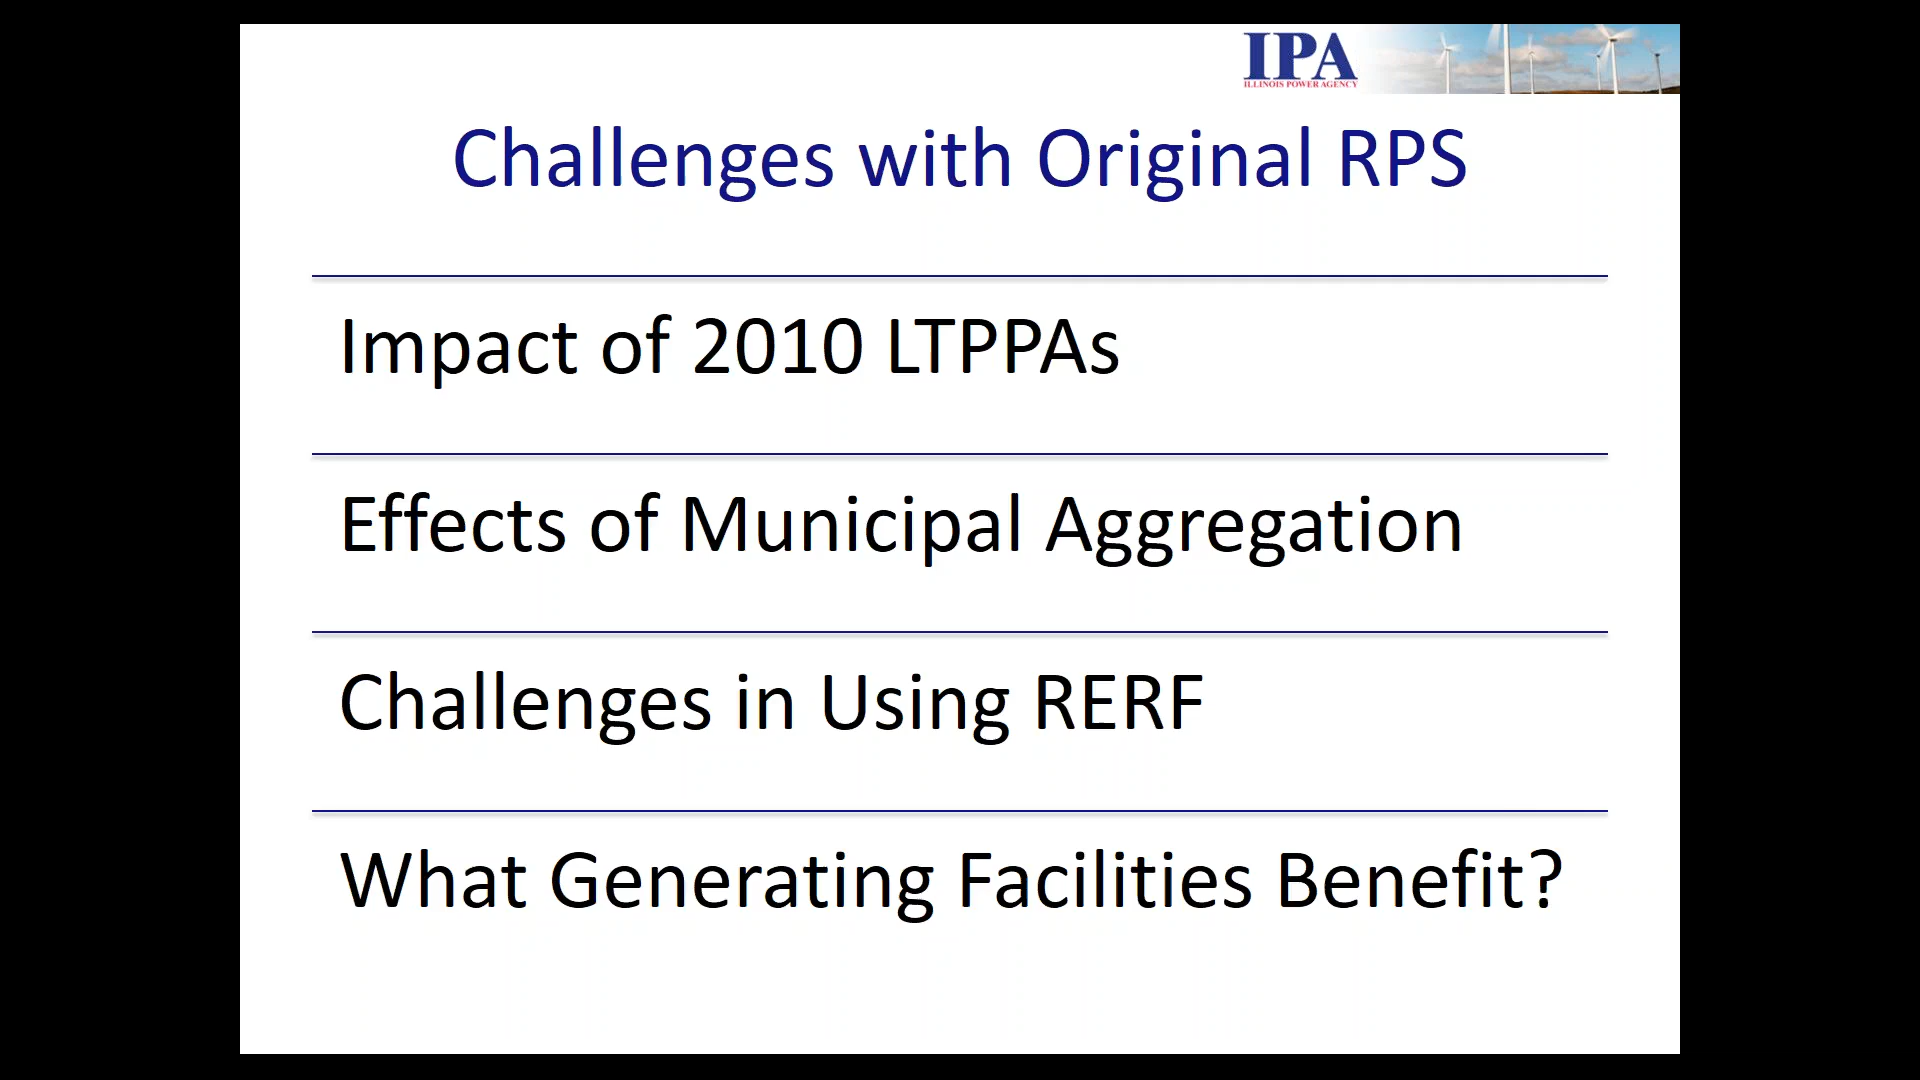 IPA
ILLINOIS POWER AGENCY
Challenges with Original RPS
Impact of 2010 LTPPAs
Effects of Municipal Aggregation
Challenges in Using RERF
What Generating Facilities Benefit?